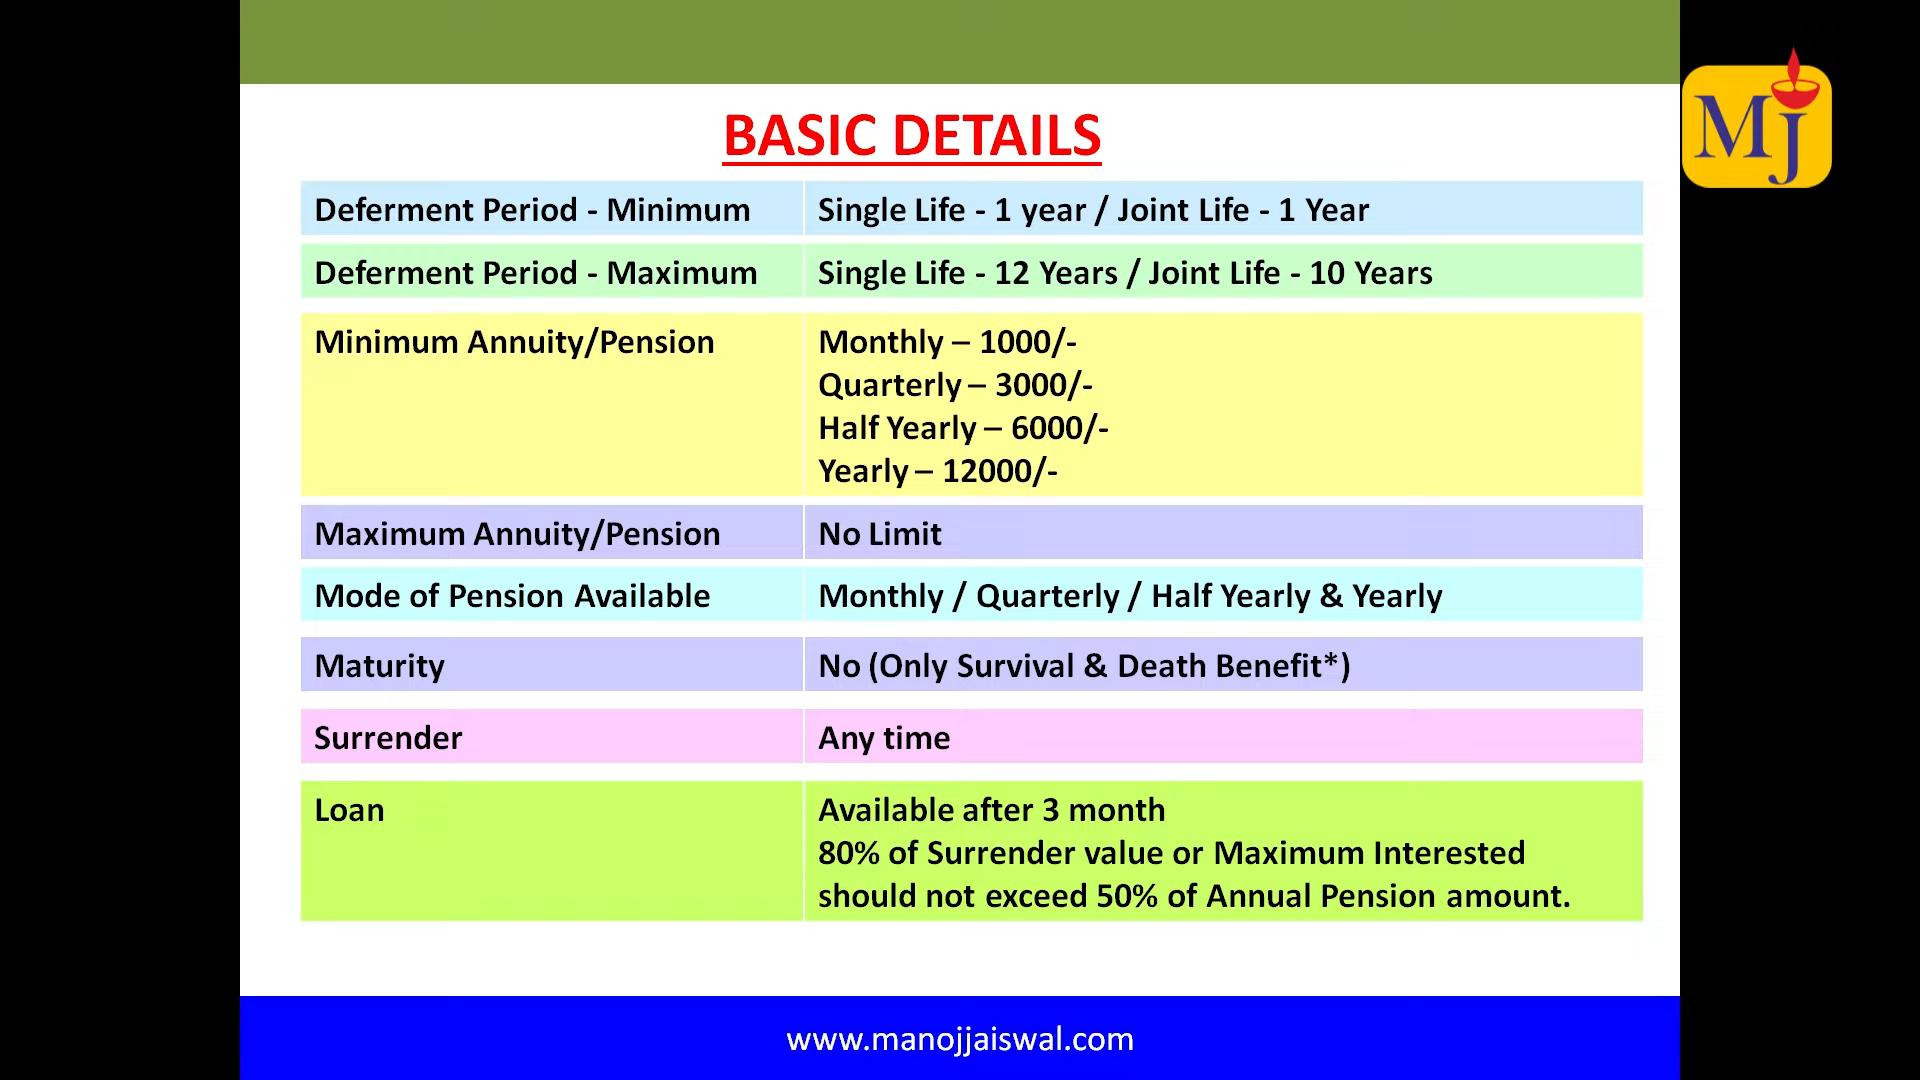 MJ
BASIC DETAILS
Deferment Period - Minimum
Single Life - 1 year / Joint Life - 1 Year
Deferment Period - Maximum
Single Life - 12 Years / Joint Life - 10 Years
Minimum Annuity/Pension
Monthly – 1000/-
Quarterly – 3000/-
Half Yearly – 6000/-
Yearly – 12000/-
Maximum Annuity/Pension
No Limit
Mode of Pension Available
Monthly / Quarterly / Half Yearly & Yearly
Maturity
No (Only Survival & Death Benefit*)
Surrender
Any time
Loan
Available after 3 month
80% of Surrender value or Maximum Interested
should not exceed 50% of Annual Pension amount.
www.manojjaiswal.com